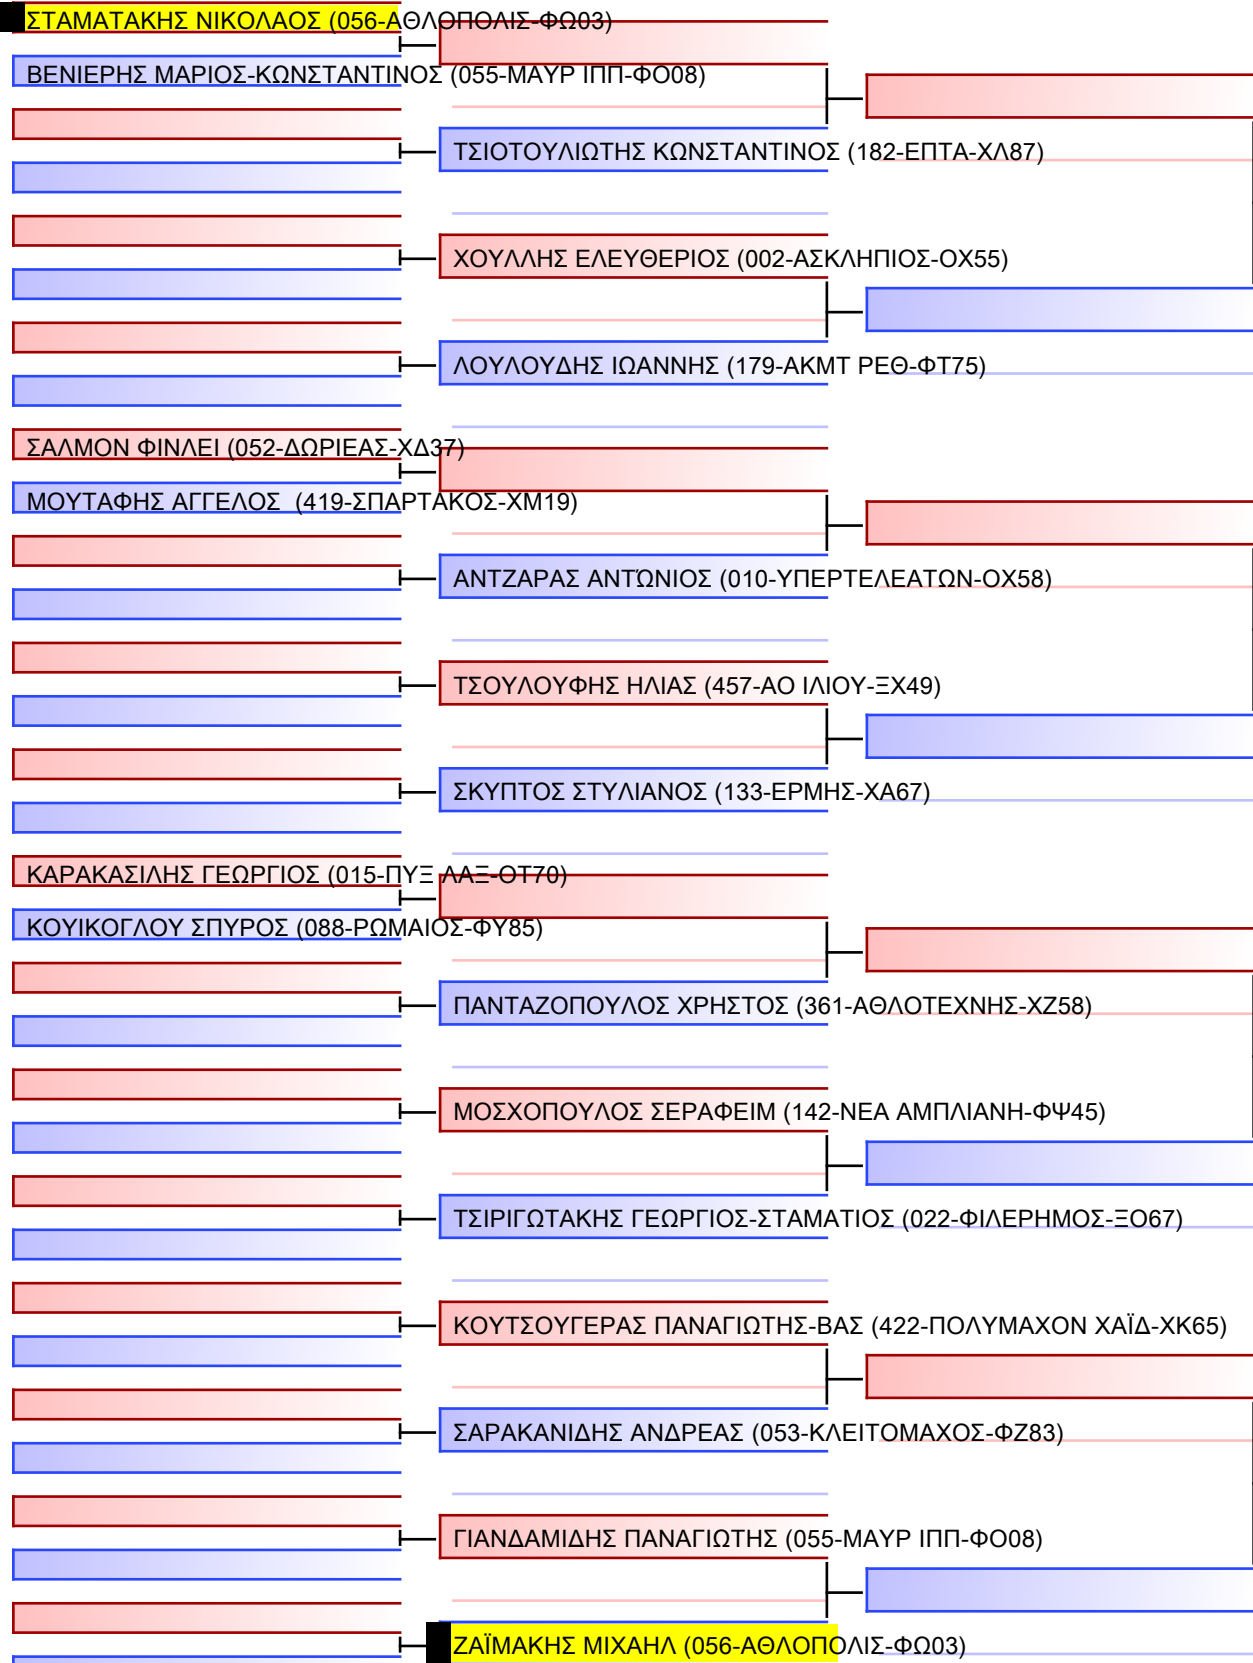 ΣΤΑΜΑΤΑΚΗΣ ΝΙΚΟΛΑΟΣ (056-ΑΘΛΟΠΟΛΙΣ-ΦΩ03)
ΒΕΝΙΕΡΗΣ ΜΑΡΙΟΣ-ΚΩΝΣΤΑΝΤΙΝΟΣ (055-ΜΑΥΡ ΙΠΠ-ΦΟ08)
ΤΣΙΟΤΟΥΛΙΩΤΗΣ ΚΩΝΣΤΑΝΤΙΝΟΣ (182-ΕΠΤΑ-ΧΛ87)
ΧΟΥΛΛΗΣ ΕΛΕΥΘΕΡΙΟΣ (002-ΑΣΚΛΗΠΙΟΣ-ΟΧ55)
ΛΟΥΛΟΥΔΗΣ ΙΩΑΝΝΗΣ (179-ΑΚΜΤ ΡΕΘ-ΦΤ75)
ΣΑΛΜΟΝ ΦΙΝΛΕΙ (052-ΔΩΡΙΕΑΣ-ΧΔ37)
ΜΟΥΤΑΦΗΣ ΑΓΓΕΛΟΣ  (419-ΣΠΑΡΤΑΚΟΣ-ΧΜ19)
ΑΝΤΖΑΡΑΣ ΑΝΤΏΝΙΟΣ (010-ΥΠΕΡΤΕΛΕΑΤΩΝ-ΟΧ58)
ΤΣΟΥΛΟΥΦΗΣ ΗΛΙΑΣ (457-ΑΟ ΙΛΙΟΥ-ΞΧ49)
ΣΚΥΠΤΟΣ ΣΤΥΛΙΑΝΟΣ (133-ΕΡΜΗΣ-ΧΑ67)
ΚΑΡΑΚΑΣΙΛΗΣ ΓΕΩΡΓΙΟΣ (015-ΠΥΞ ΛΑΞ-ΟΤ70)
ΚΟΥΙΚΟΓΛΟΥ ΣΠΥΡΟΣ (088-ΡΩΜΑΙΟΣ-ΦΥ85)
ΠΑΝΤΑΖΟΠΟΥΛΟΣ ΧΡΗΣΤΟΣ (361-ΑΘΛΟΤΕΧΝΗΣ-ΧΖ58)
ΜΟΣΧΟΠΟΥΛΟΣ ΣΕΡΑΦΕΙΜ (142-ΝΕΑ ΑΜΠΛΙΑΝΗ-ΦΨ45)
ΤΣΙΡΙΓΩΤΑΚΗΣ ΓΕΩΡΓΙΟΣ-ΣΤΑΜΑΤΙΟΣ (022-ΦΙΛΕΡΗΜΟΣ-ΞΟ67)
ΚΟΥΤΣΟΥΓΕΡΑΣ ΠΑΝΑΓΙΩΤΗΣ-ΒΑΣ (422-ΠΟΛΥΜΑΧΟΝ ΧΑΪΔ-ΧΚ65)
ΣΑΡΑΚΑΝΙΔΗΣ ΑΝΔΡΕΑΣ (053-ΚΛΕΙΤΟΜΑΧΟΣ-ΦΖ83)
ΓΙΑΝΔΑΜΙΔΗΣ ΠΑΝΑΓΙΩΤΗΣ (055-ΜΑΥΡ ΙΠΠ-ΦΟ08)
ΖΑΪΜΑΚΗΣ ΜΙΧΑΗΛ (056-ΑΘΛΟΠΟΛΙΣ-ΦΩ03)